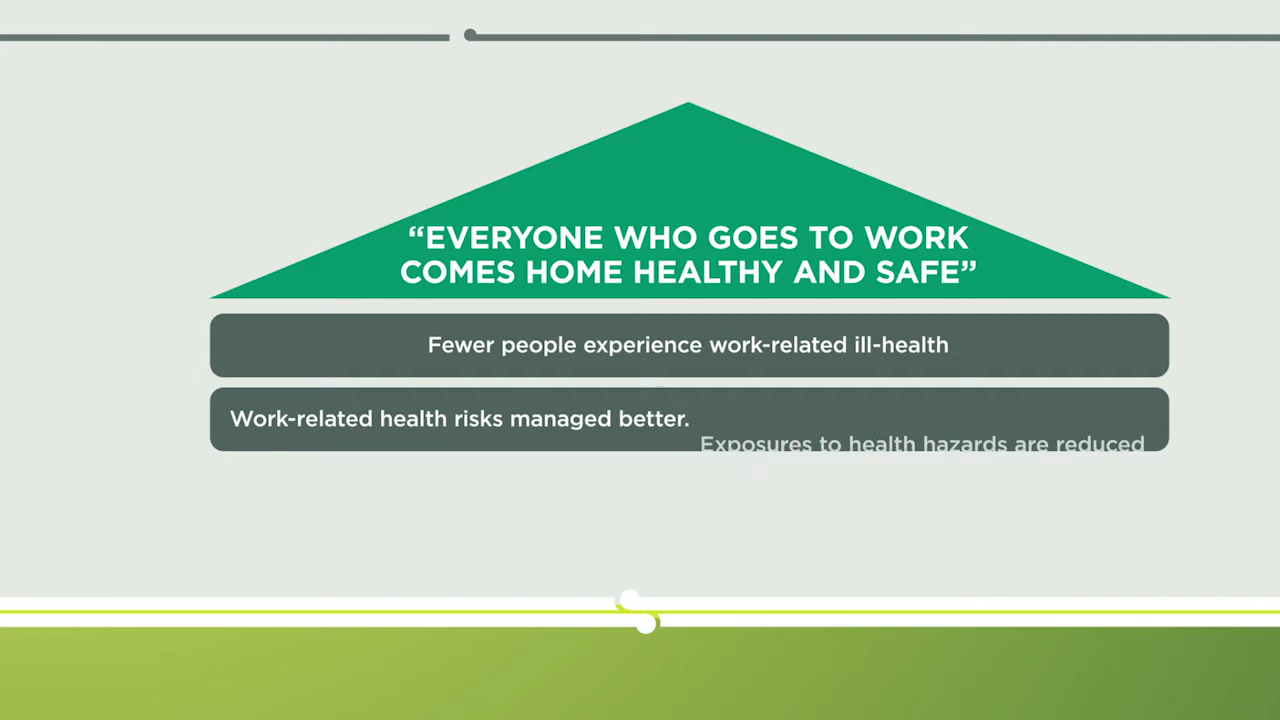 “EVERYONE WHO GOES TO WORK
COMES HOME HEALTHY AND SAFE”
Fewer people experience work-related ill-health
Work-related health risks managed better.
Exposures to health hazards are reduced